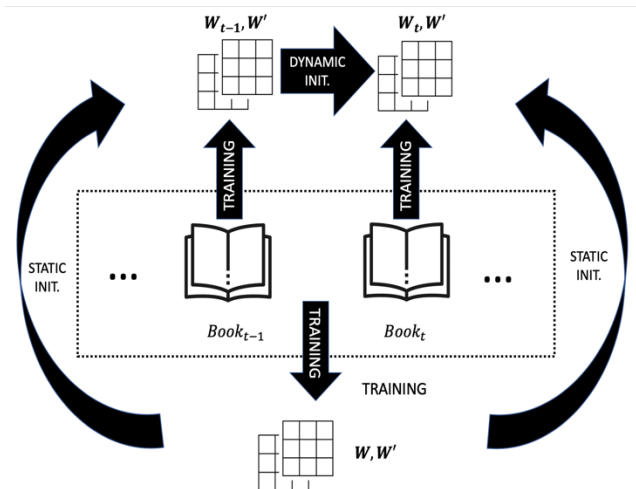 W_{t-1}, W'
W_t, W'
DYNAMIC
INIT.
TRAINING
TRAINING
STATIC
INIT.
...
...
STATIC
INIT.
Book_{t-1}
Book_t
TRAINING
TRAINING
W, W'